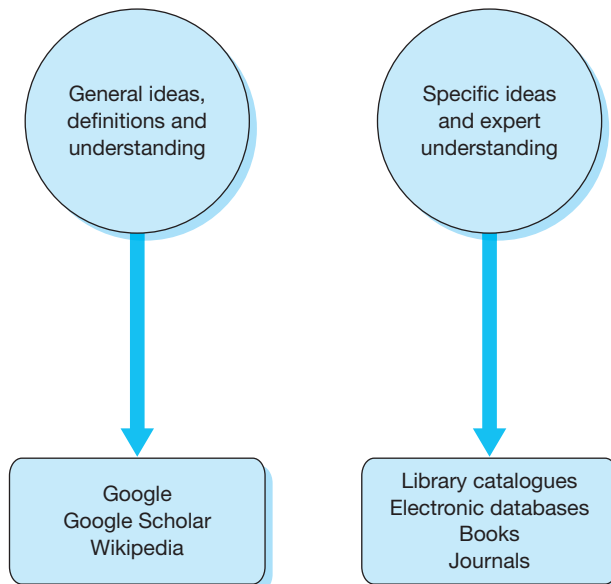 General ideas,
definitions and
understanding
Specific ideas
and expert
understanding
Google
Google Scholar
Wikipedia
Library catalogues
Electronic databases
Books
Journals